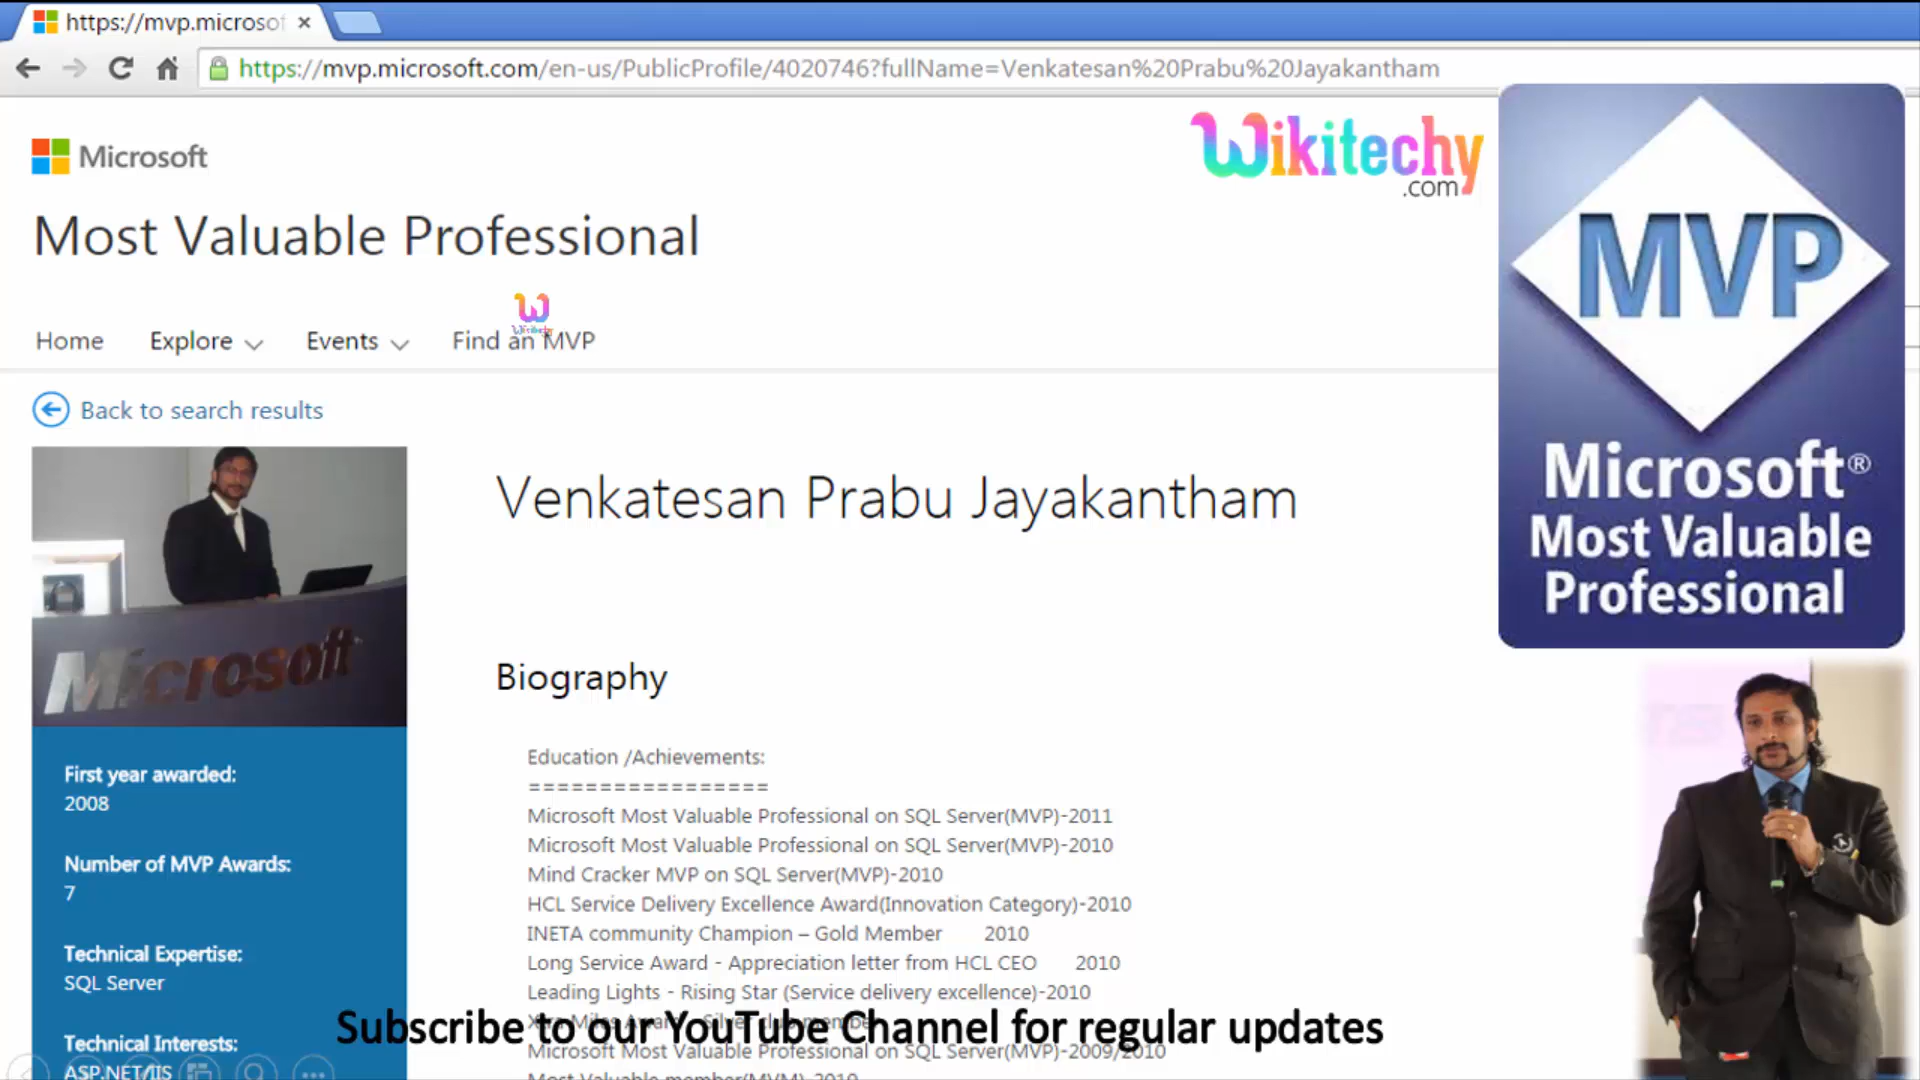 https://mvp.microsof
https://mvp.microsoft.com/en-us/PublicProfile/4020746?fullName=Venkatesan%20Prabu%20Jayakantham
Microsoft
Wikitechy
.com
Most Valuable Professional
MVP
Microsoft®
Most Valuable
Professional
W
Wikitechy
Home Explore Events Find an MVP
Back to search results
Microsoft
Venkatesan Prabu Jayakantham
Biography
First year awarded:
2008
Number of MVP Awards:
7
Technical Expertise:
SQL Server
Technical Interests:
ASP.NET/IIS
Education /Achievements:
=================
Microsoft Most Valuable Professional on SQL Server(MVP)-2011
Microsoft Most Valuable Professional on SQL Server(MVP)-2010
Mind Cracker MVP on SQL Server(MVP)-2010
HCL Service Delivery Excellence Award(Innovation Category)-2010
INETA community Champion – Gold Member 2010
Long Service Award - Appreciation letter from HCL CEO 2010
Leading Lights - Rising Star (Service delivery excellence)-2010
Subscribe to our YouTube Channel for regular updates
Microsoft Most Valuable Professional on SQL Server(MVP)-2009/2010
Most Valuable member(MVM)-2010